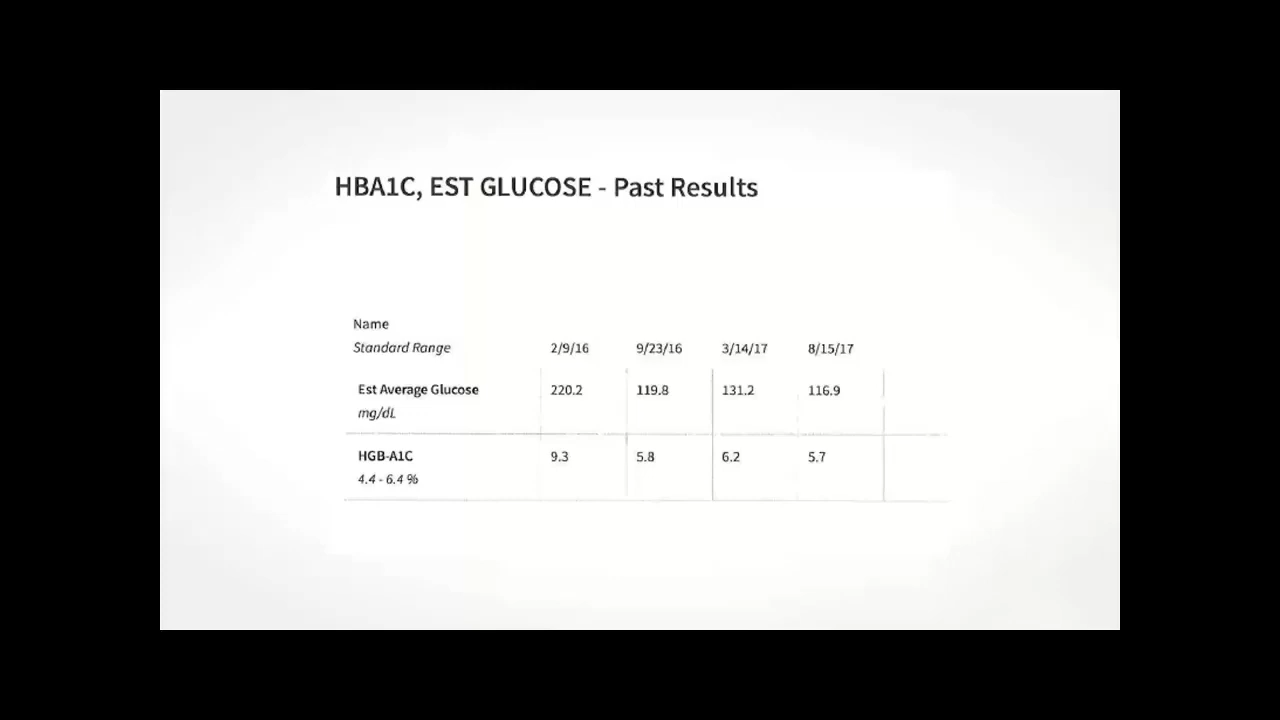 HBA1C, EST GLUCOSE - Past Results
Name
Standard Range 2/9/16 9/23/16 3/14/17 8/15/17
Est Average Glucose 220.2 119.8 131.2 116.9
mg/dL
HGB-A1C 9.3 5.8 6.2 5.7
4.4 - 6.4 %